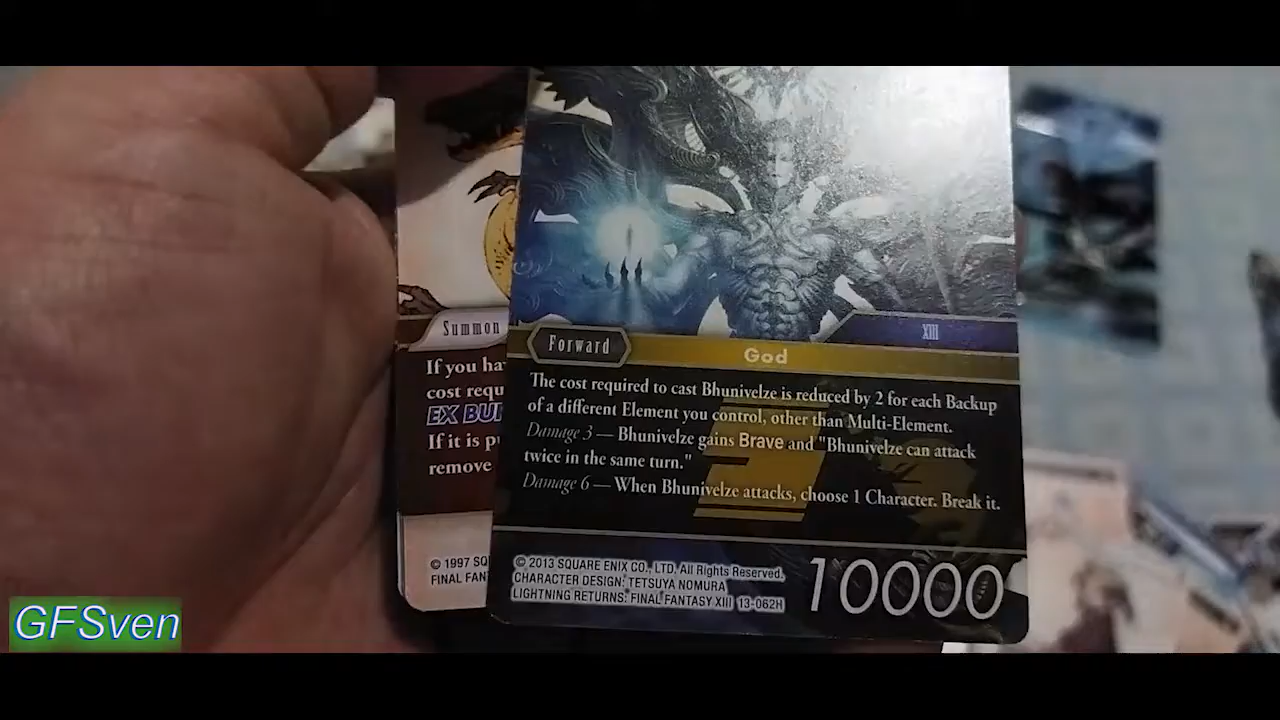 Summon
If you ha
cost requ
EX BU
If it is p
remove
© 1997 SQ
FINAL FAN
XIII
Forward
God
The cost required to cast Bhunivelze is reduced by 2 for each Backup
of a different Element you control, other than Multi-Element.
Damage 3 — Bhunivelze gains Brave and "Bhunivelze can attack
twice in the same turn."
Damage 6 — When Bhunivelze attacks, choose 1 Character. Break it.
© 2013 SQUARE ENIX CO., LTD. All Rights Reserved.
CHARACTER DESIGN: TETSUYA NOMURA
LIGHTNING RETURNS: FINAL FANTASY XIII 13-062H
10000
GFSven